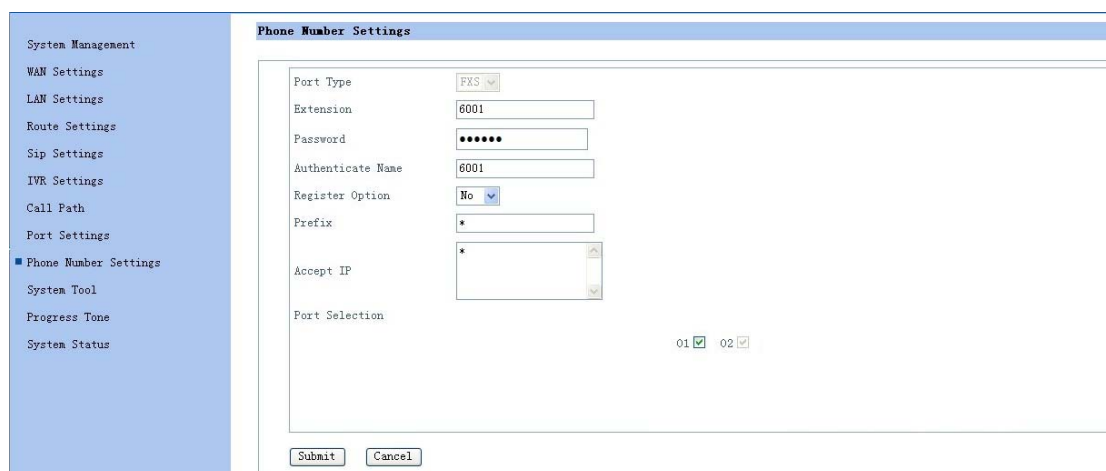 System Management
WAN Settings
LAN Settings
Route Settings
Sip Settings
IVR Settings
Call Path
Port Settings
Phone Number Settings
System Tool
Progress Tone
System Status
Phone Number Settings
Port Type FXS
Extension 6001
Password ••••••
Authenticate Name 6001
Register Option No
Prefix *
Accept IP *
Port Selection
01 02
Submit Cancel